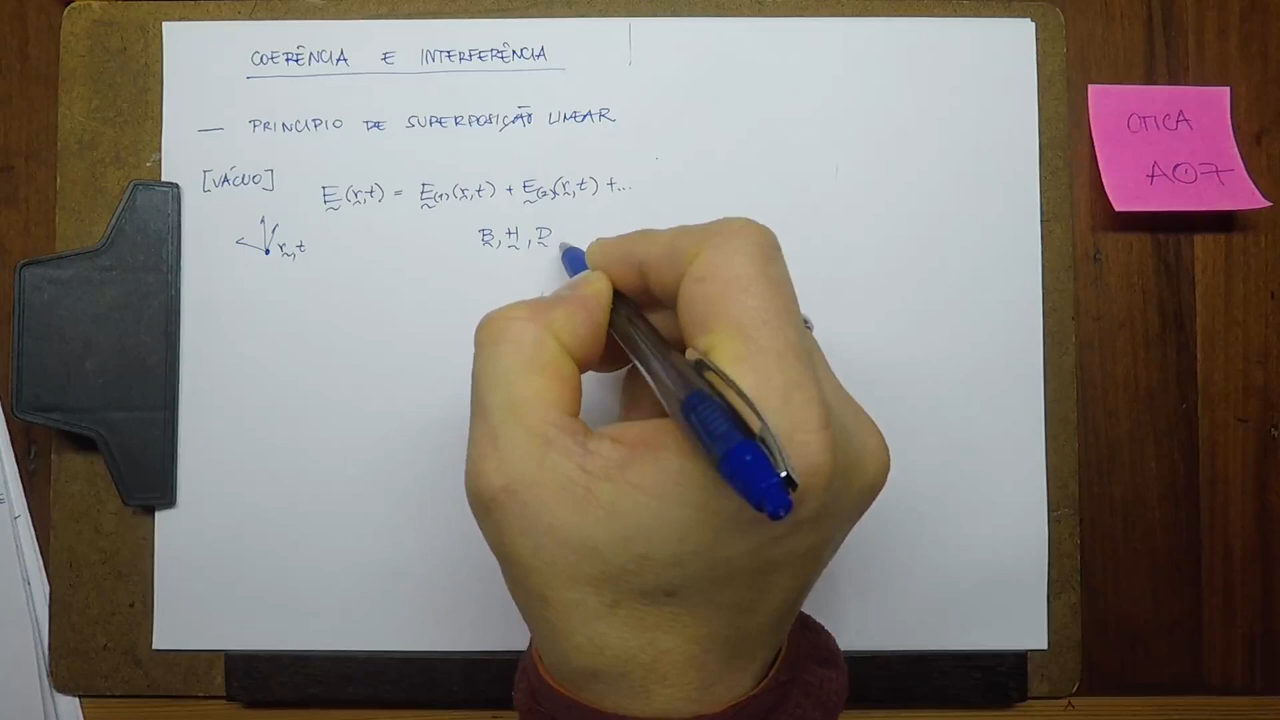 COERÊNCIA E INTERFERÊNCIA
— PRINCIPIO DE SUPERPOSIÇÃO LINEAR
[VÁCUO] E(r,t) = E(1)(r,t) + E(2)(r,t) + ...
r,t
B, H, D
OTICA
A07